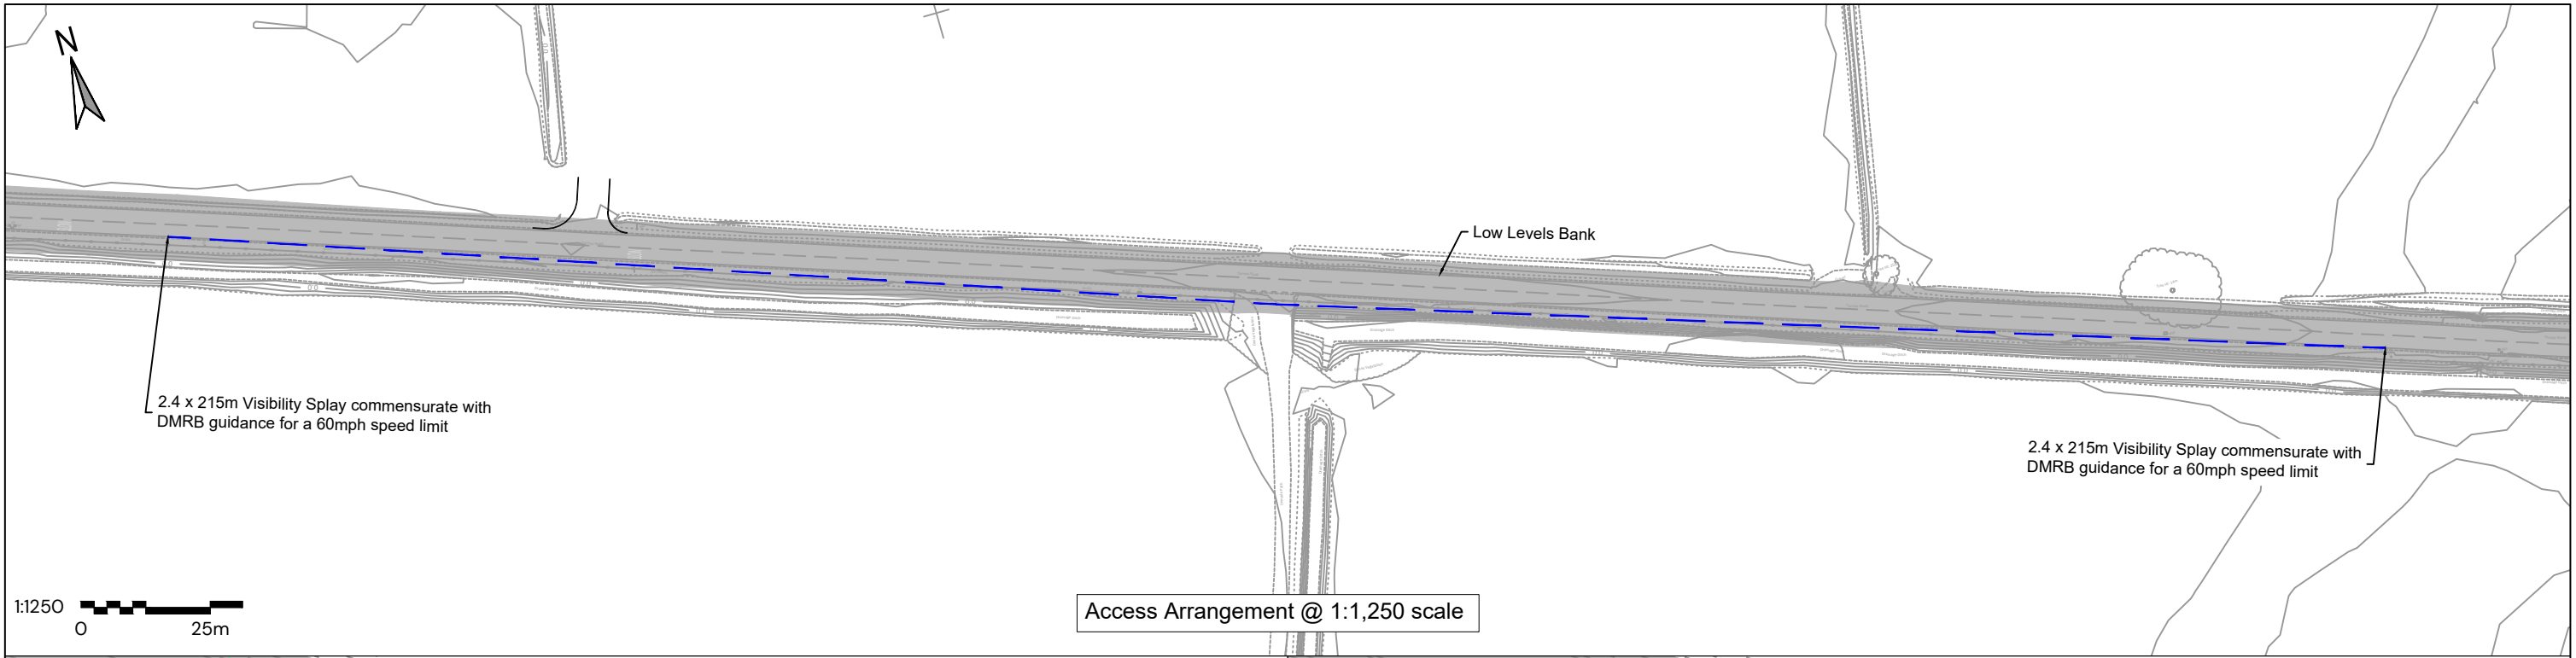 N
Low Levels Bank
2.4 x 215m Visibility Splay commensurate with
DMRB guidance for a 60mph speed limit
2.4 x 215m Visibility Splay commensurate with
DMRB guidance for a 60mph speed limit
1:1250
0 25m
Access Arrangement @ 1:1,250 scale